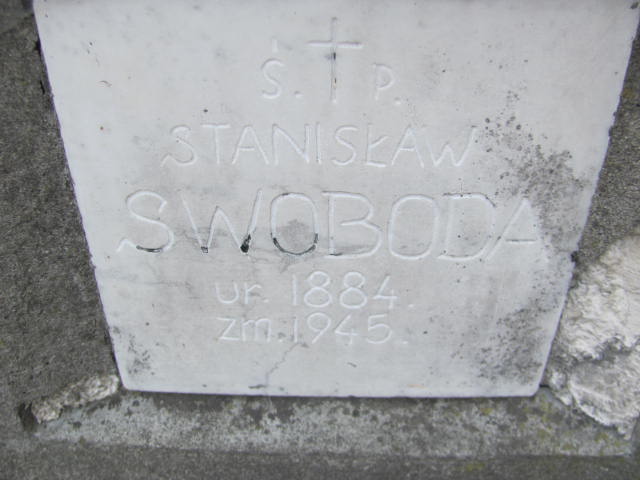 Ś. P.
STANISŁAW
SWOBODA
ur. 1884.
zm. 1945.